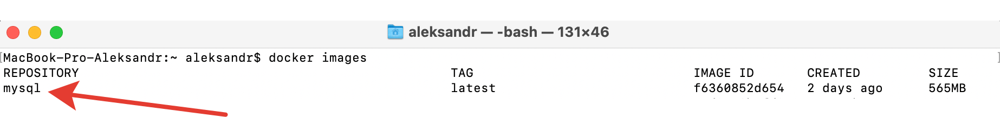 aleksandr — -bash — 131×46
MacBook-Pro-Aleksandr:~ aleksandr$ docker images
REPOSITORY TAG IMAGE ID CREATED SIZE
mysql latest f6360852d654 2 days ago 565MB